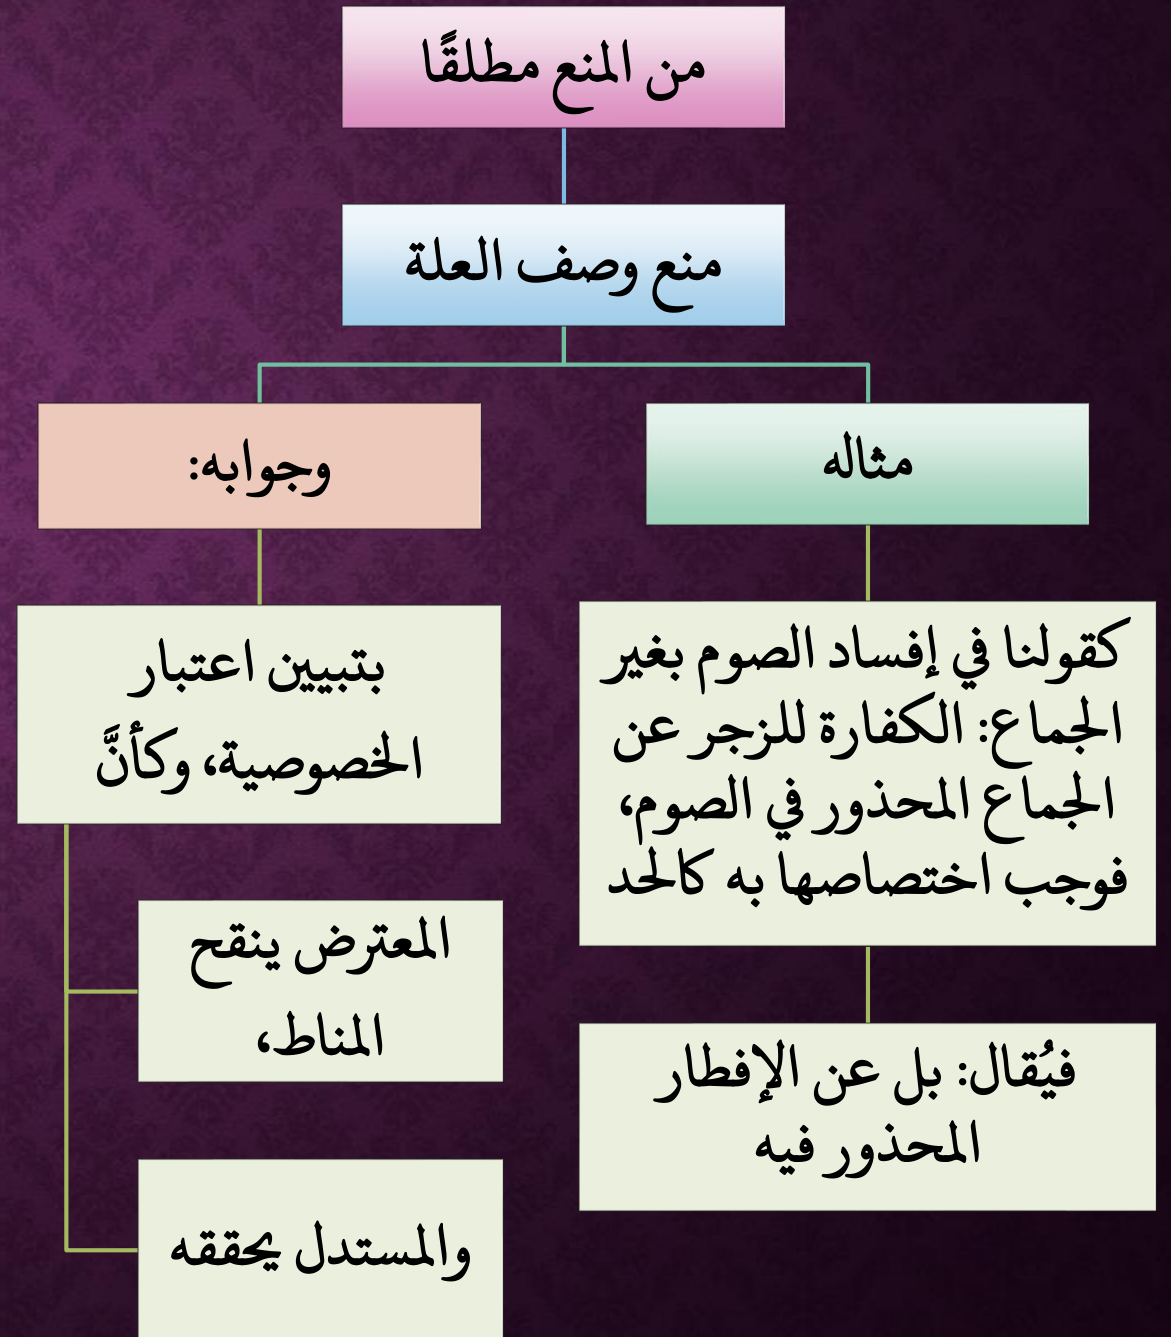 من المنع مطلقًا
منع وصف العلة
مثاله
كقولنا في إفساد الصوم بغير
الجماع: الكفارة للزجر عن
الجماع المحذور في الصوم،
فوجب اختصاصها به كالحد
فيُقال: بل عن الإفطار
المحذور فيه
وجوابه:
بتبيين اعتبار
الخصوصية، وكأنَّ
المعترض ينقح
المناط،
والمستدل يحققه